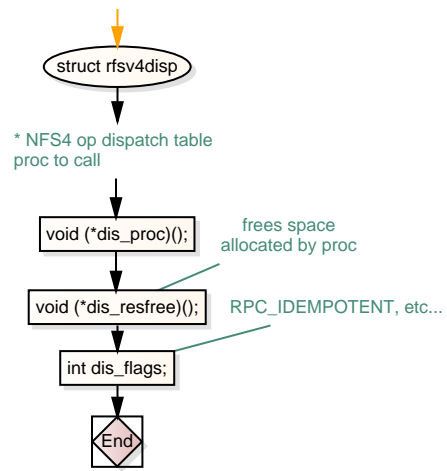 struct rfsv4disp
* NFS4 op dispatch table
proc to call
void (*dis_proc)();
frees space
allocated by proc
void (*dis_resfree)();
RPC_IDEMPOTENT, etc...
int dis_flags;
End